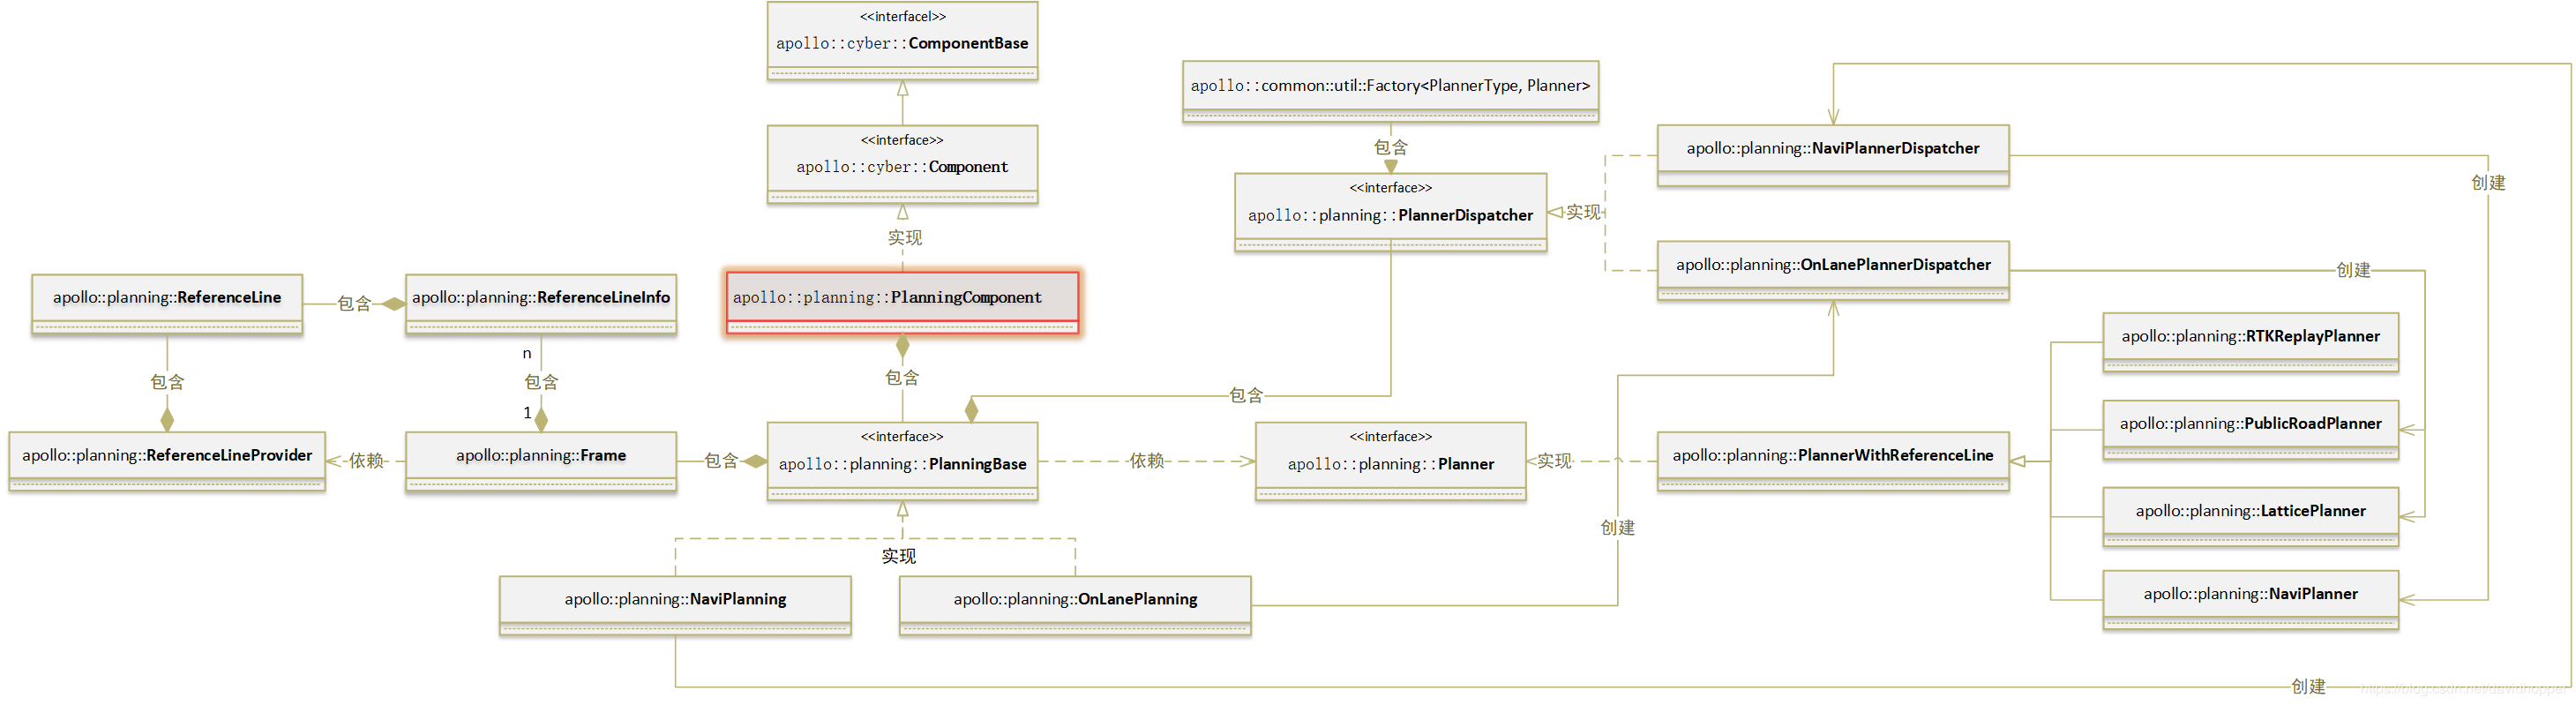 <<interfacel>>
apollo::cyber::ComponentBase
<<interface>>
apollo::cyber::Component
实现
apollo::planning::PlanningComponent
包含
apollo::common::util::Factory<PlannerType, Planner>
包含
<<interface>>
apollo::planning::PlannerDispatcher
实现
apollo::planning::NaviPlannerDispatcher
创建
apollo::planning::OnLanePlannerDispatcher
创建
apollo::planning::ReferenceLine
包含
apollo::planning::ReferenceLineInfo
包含
n
包含
1
apollo::planning::ReferenceLineProvider
依赖
apollo::planning::Frame
包含
<<interface>>
apollo::planning::PlanningBase
包含
依赖
<<interface>>
apollo::planning::Planner
实现
apollo::planning::PlannerWithReferenceLine
apollo::planning::RTKReplayPlanner
apollo::planning::PublicRoadPlanner
apollo::planning::LatticePlanner
apollo::planning::NaviPlanner
实现
apollo::planning::NaviPlanning
apollo::planning::OnLanePlanning
创建
创建
https://blog.csdn.net/davidhopper